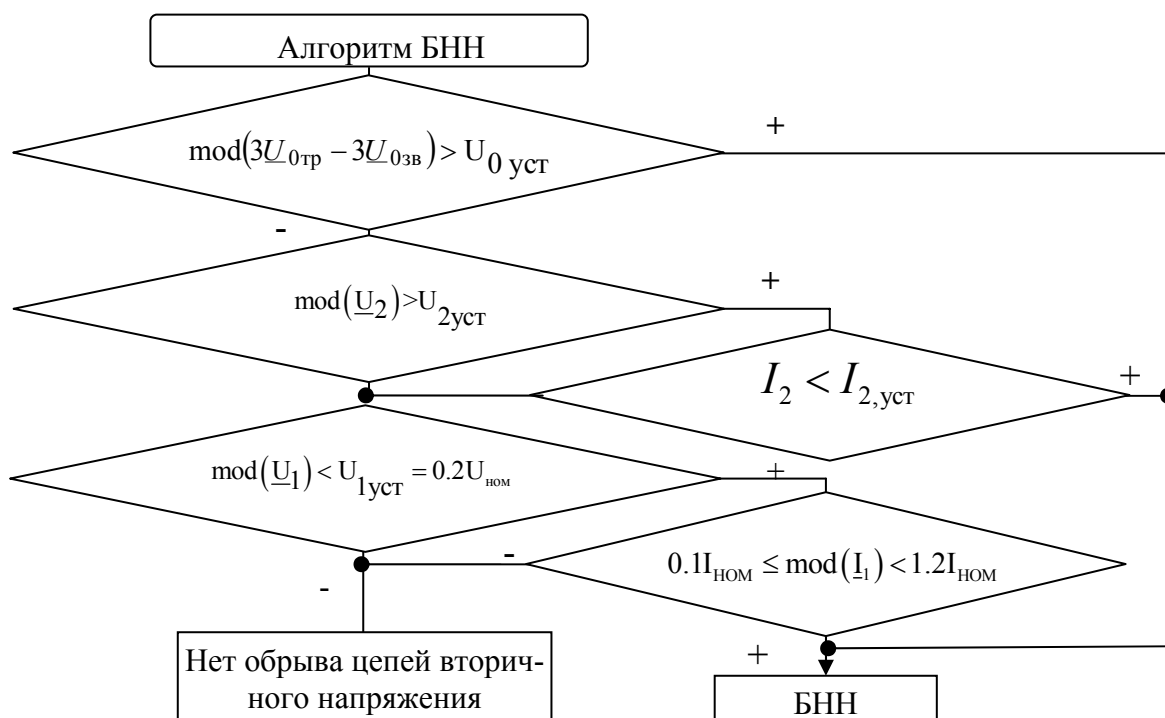 Алгоритм БНН
+
mod(3U0тр − 3U0зв) > U0 уст
-
+
mod(U2)>U2уст
I2 < I2,уст
+
mod(U1) < U1уст = 0.2Uном
+
-
0.1IНОМ ≤ mod(I1) < 1.2IНОМ
-
Нет обрыва цепей вторич-
ного напряжения
+
БНН